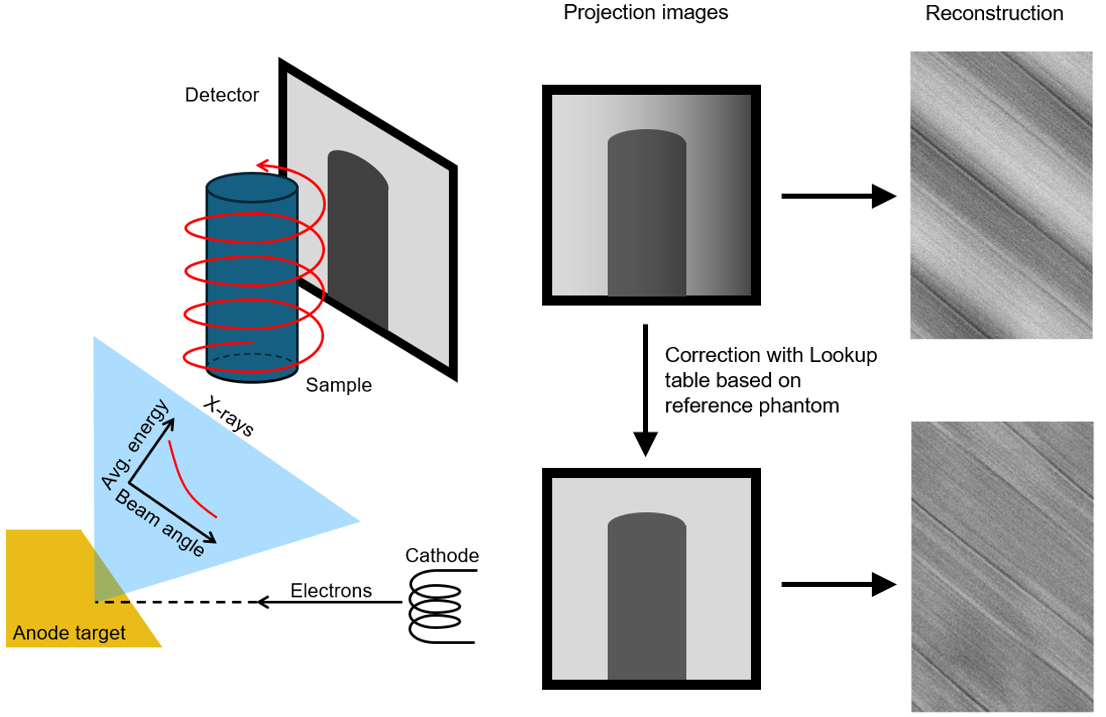 Projection images
Reconstruction
Detector
Sample
X-rays
Avg. energy
Beam angle
Correction with Lookup
table based on
reference phantom
Cathode
Electrons
Anode target